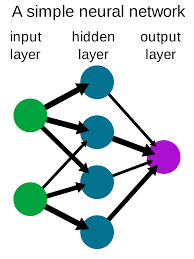 A simple neural network
input hidden output
layer layer layer